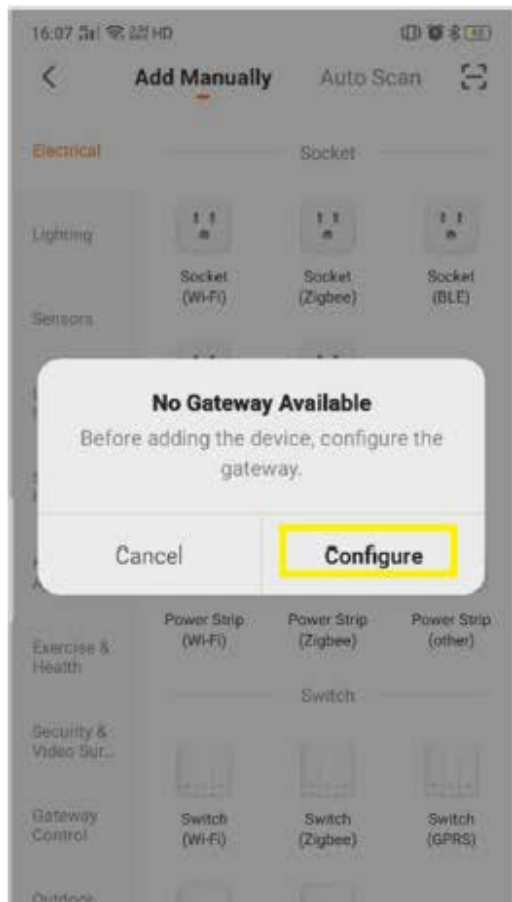 16:07
HD
Add Manually
Auto Scan
Electrical
Socket
Lighting
Socket
(Wi-Fi)
Socket
(Zigbee)
Socket
(BLE)
Sensors
No Gateway Available
Before adding the device, configure the
gateway.
Cancel
Configure
Power Strip
(Wi-Fi)
Power Strip
(Zigbee)
Power Strip
(other)
Exercise &
Health
Switch
Security &
Video Sur...
Switch
(Wi-Fi)
Switch
(Zigbee)
Switch
(GPRS)
Gateway
Control
Outdoor